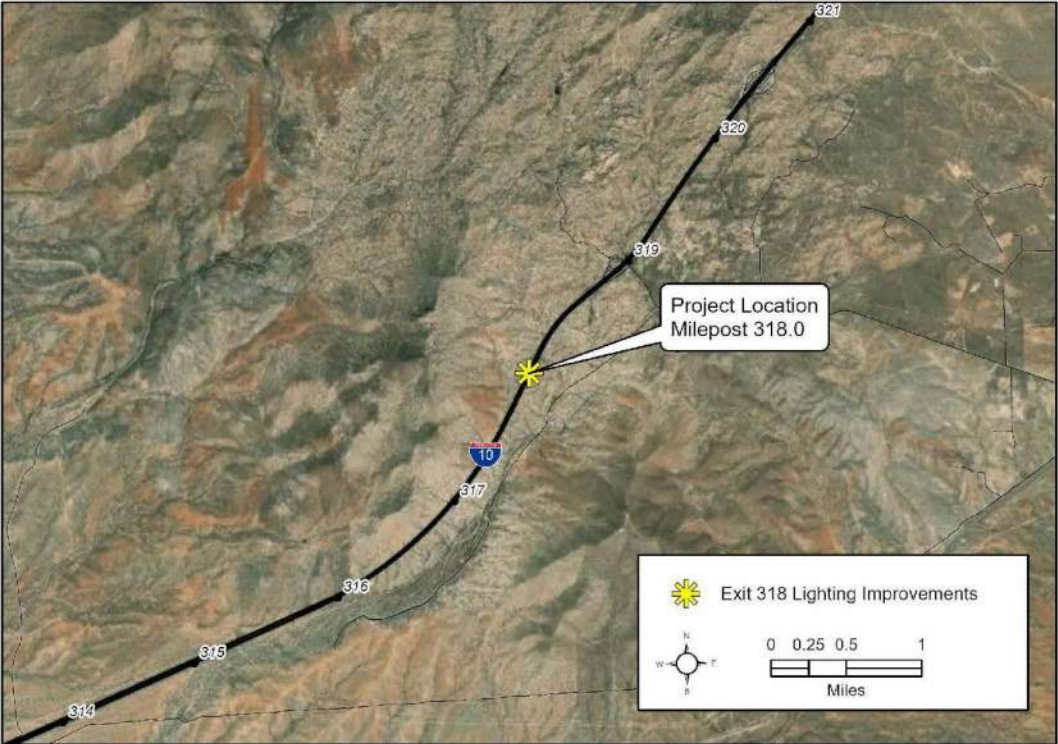 321
320
319
Project Location
Milepost 318.0
10
317
316
315
314
Exit 318 Lighting Improvements
N
W E
S
0 0.25 0.5 1
Miles